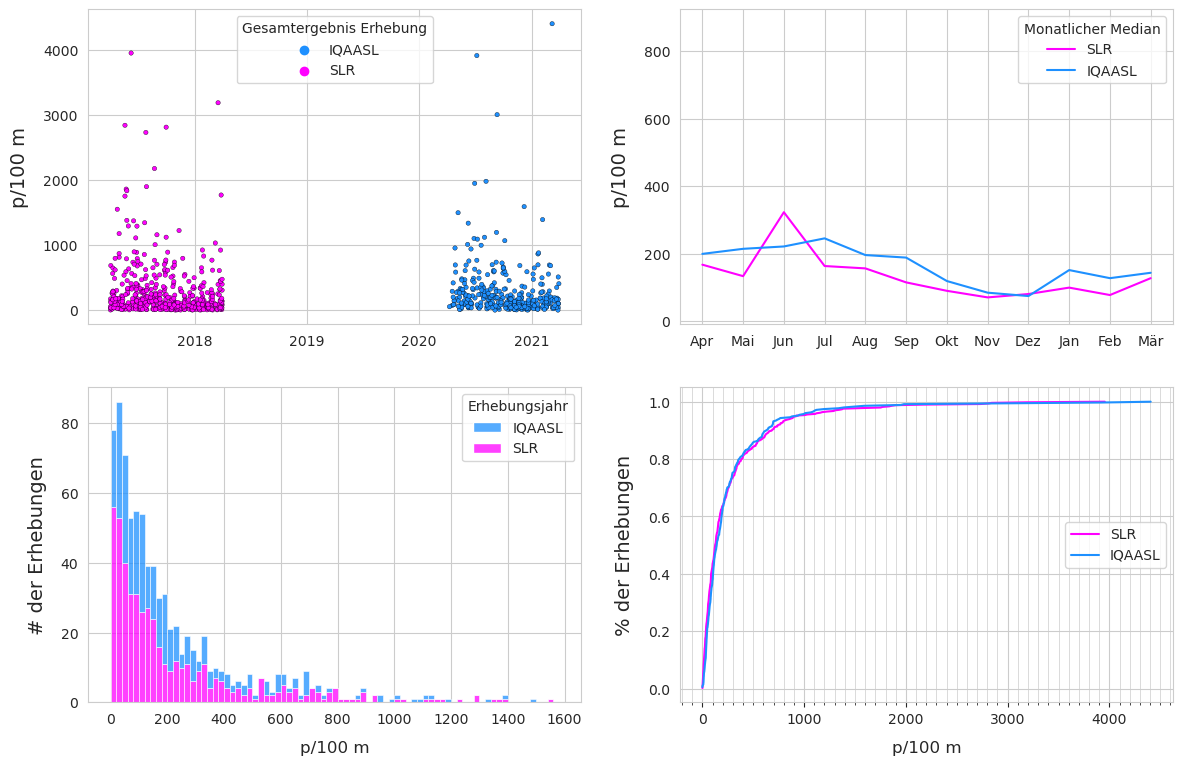 Gesamtergebnis Erhebung
IQAASL
SLR
p/100 m
4000
3000
2000
1000
0
2018
2019
2020
2021
Monatlicher Median
SLR
IQAASL
p/100 m
800
600
400
200
0
Apr
Mai
Jun
Jul
Aug
Sep
Okt
Nov
Dez
Jan
Feb
Mär
Erhebungsjahr
IQAASL
SLR
# der Erhebungen
80
60
40
20
0
0
200
400
600
800
1000
1200
1400
1600
p/100 m
SLR
IQAASL
% der Erhebungen
1.0
0.8
0.6
0.4
0.2
0.0
0
1000
2000
3000
4000
p/100 m